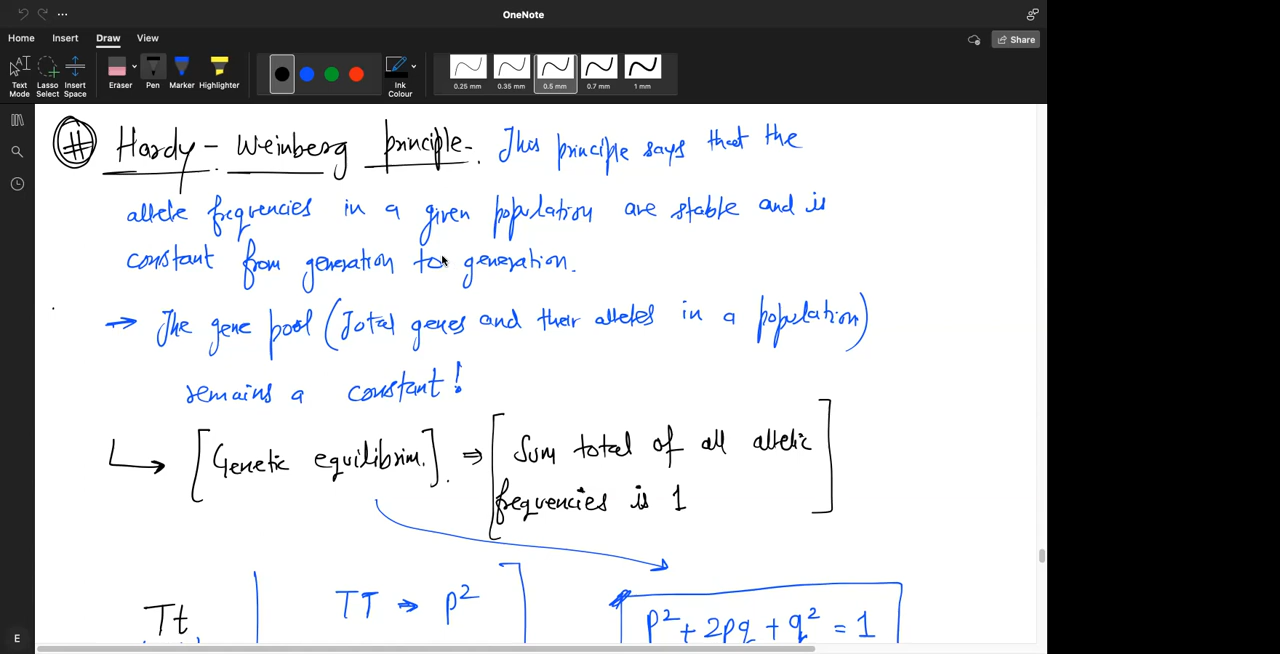 OneNote
Home Insert Draw View
Share
Text Mode
Lasso Select
Insert Space
Eraser
Pen
Marker
Highlighter
Ink Colour
0.25 mm
0.35 mm
0.5 mm
0.7 mm
1 mm
# Hardy-Weinberg principle. This principle says that the
allele frequencies in a given population are stable and is
constant from generation to generation.
→ The gene pool (Total genes and their alleles in a population)
remains a constant!
↳ [Genetic equilibrim.] ⇒ [Sum total of all allelic
frequencies is 1]
TT → p²
Tt
p² + 2pq + q² = 1
E